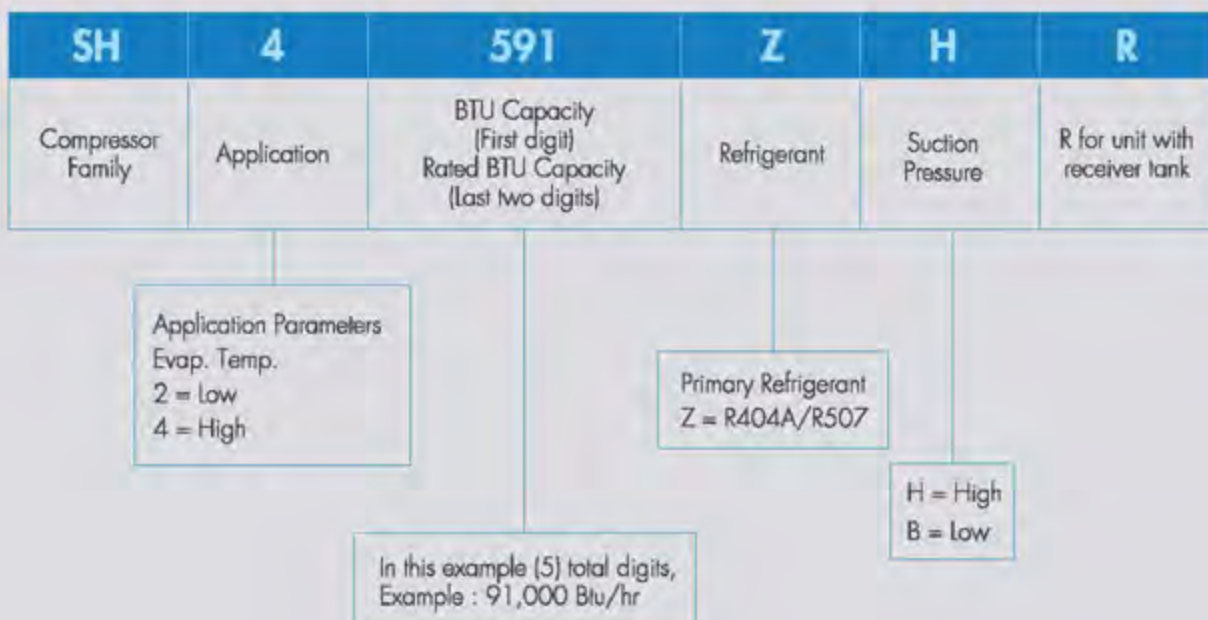 SH 4 591 Z H R
Compressor
Family
Application
BTU Capacity
(First digit)
Rated BTU Capacity
(Last two digits)
Refrigerant
Suction
Pressure
R for unit with
receiver tank
Application Parameters
Evap. Temp.
2 = Low
4 = High
Primary Refrigerant
Z = R404A/R507
H = High
B = Low
In this example (5) total digits,
Example : 91,000 Btu/hr